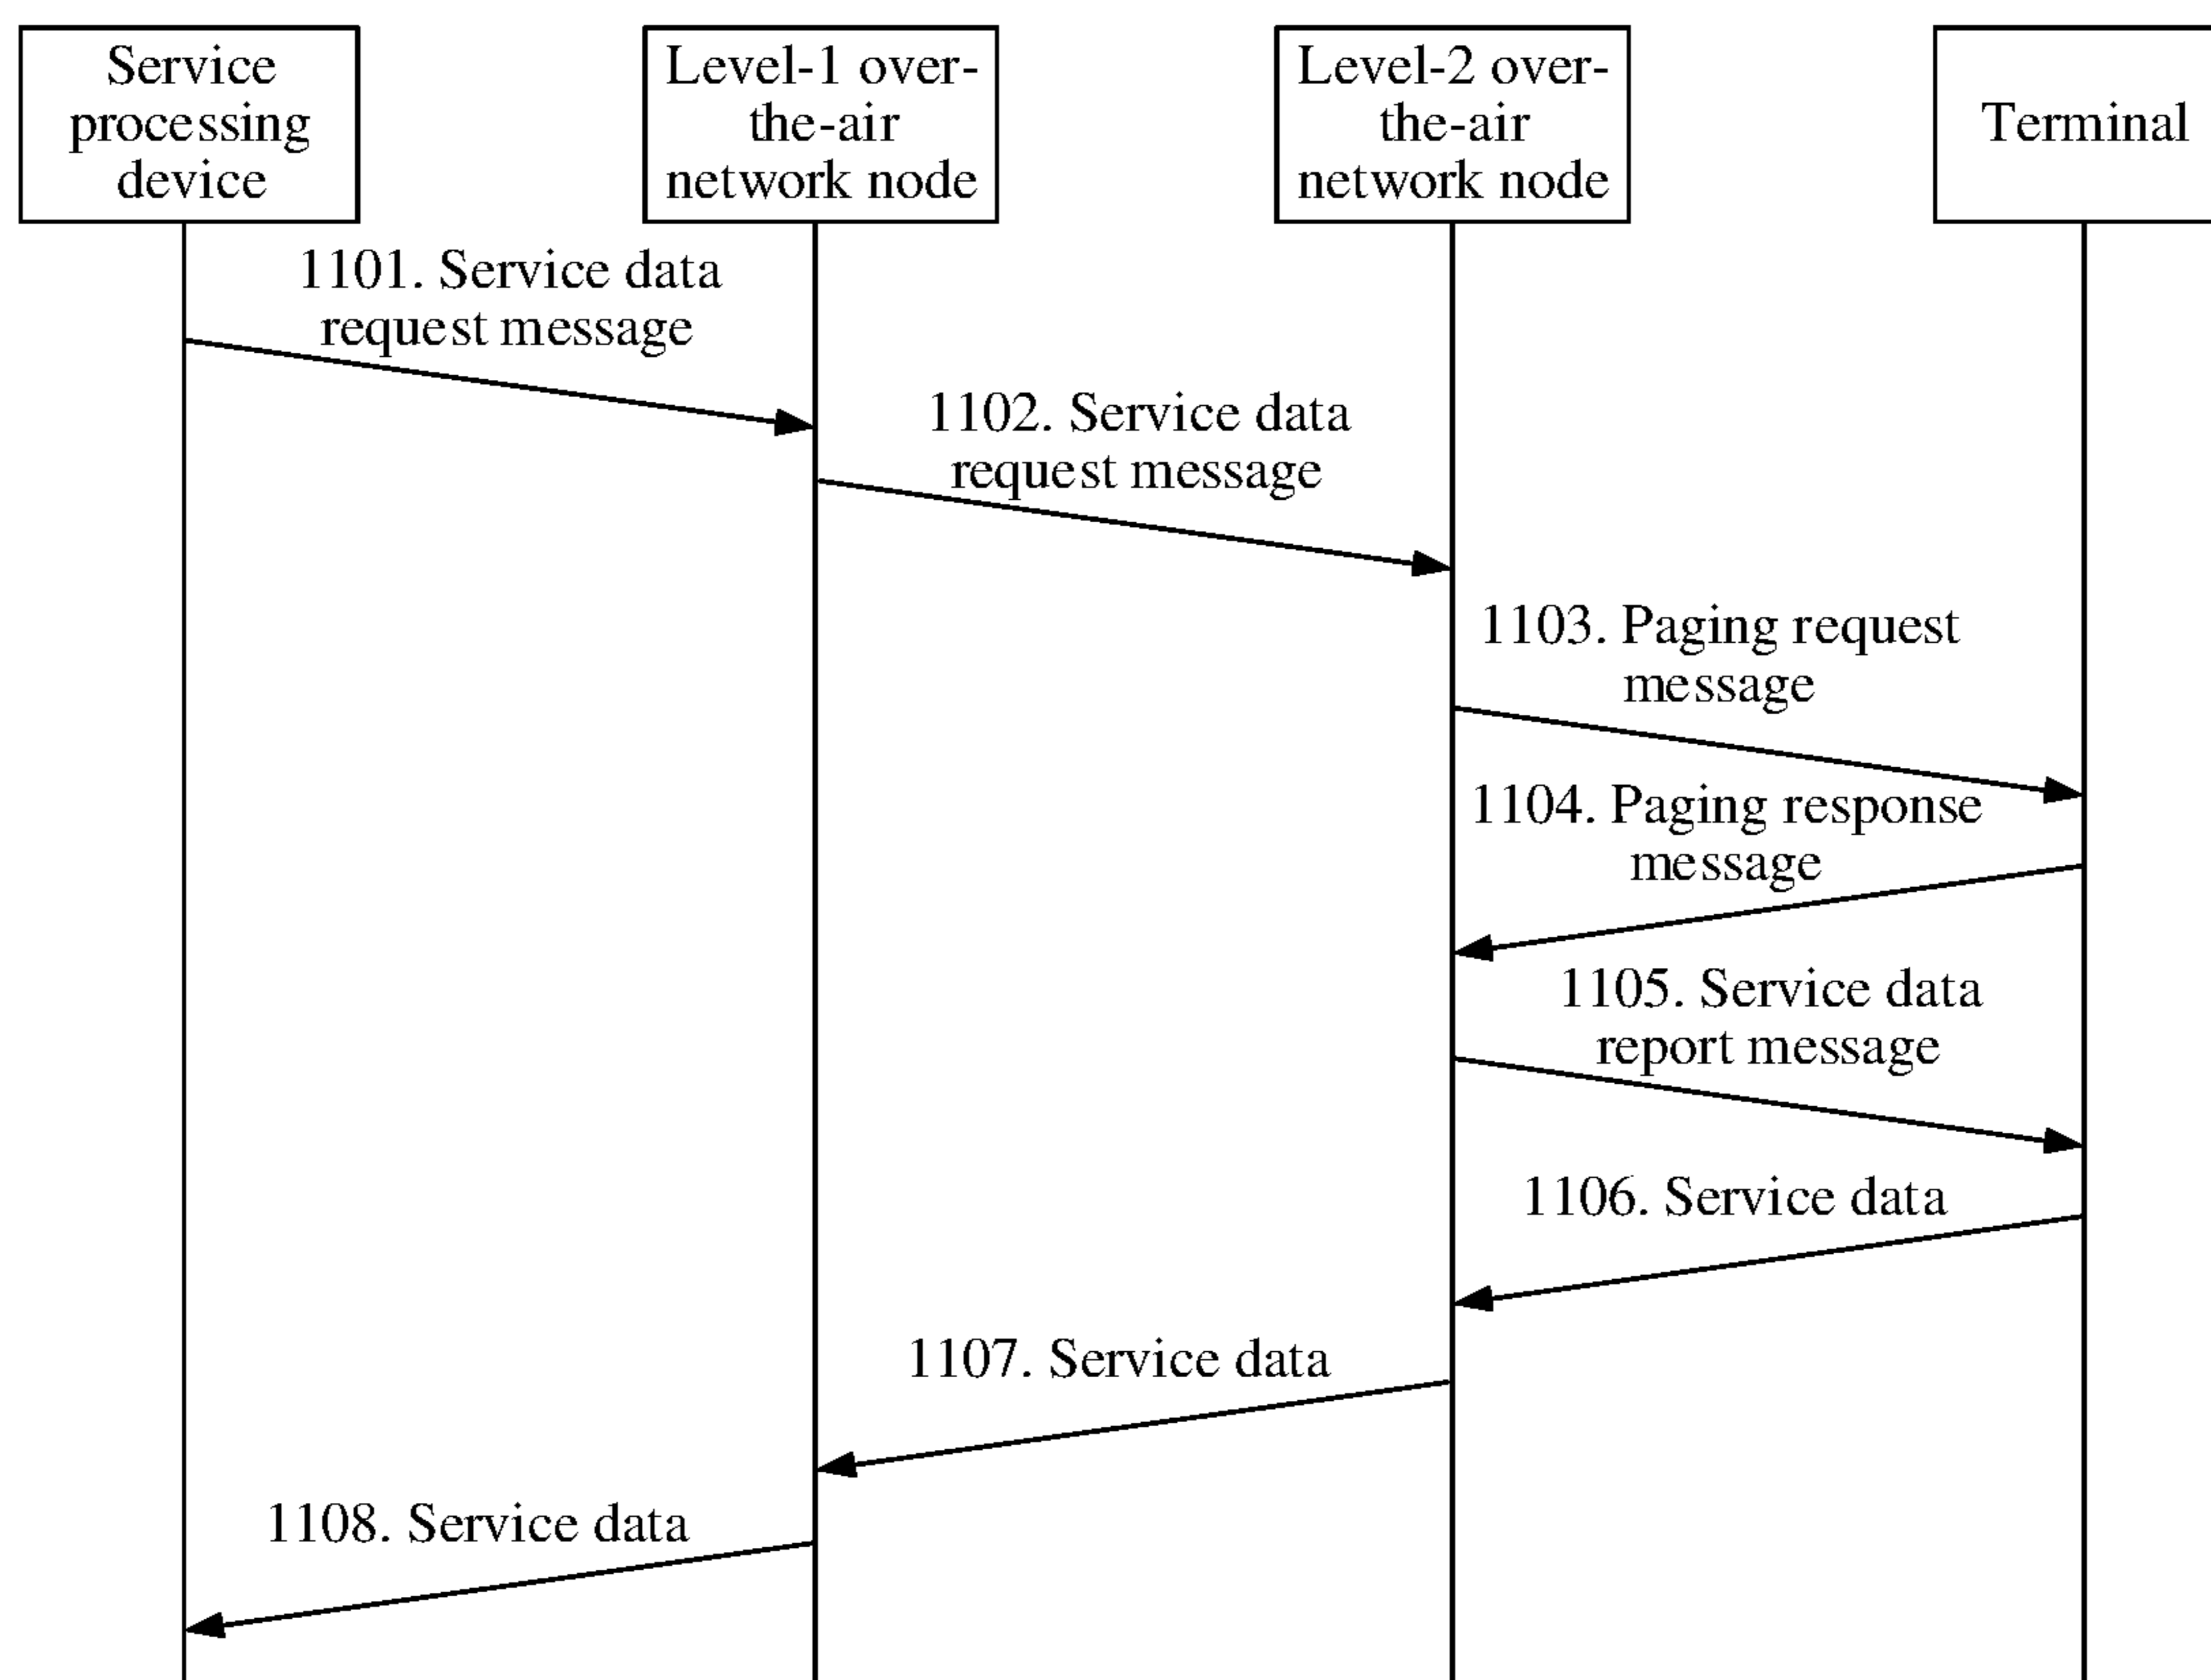 Service
processing
device
Level-1 over-
the-air
network node
Level-2 over-
the-air
network node
Terminal
1101. Service data
request message
1102. Service data
request message
1103. Paging request
message
1104. Paging response
message
1105. Service data
report message
1106. Service data
1107. Service data
1108. Service data